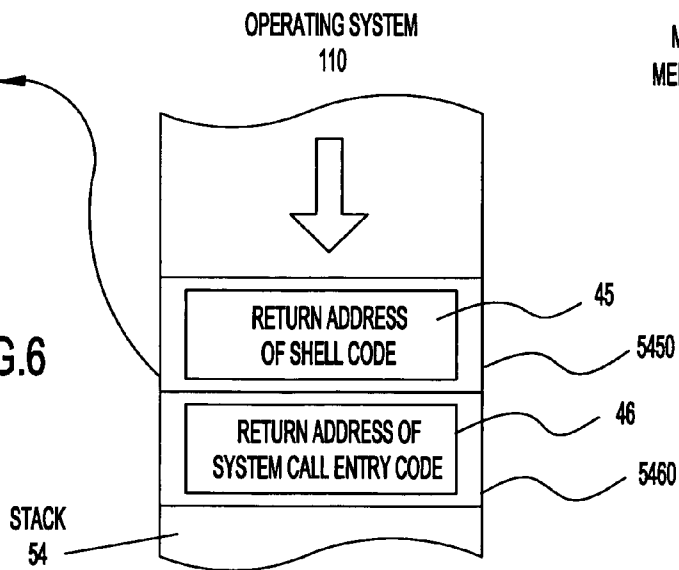 OPERATING SYSTEM
110
M
MEI
RETURN ADDRESS
OF SHELL CODE
45
5450
G.6
RETURN ADDRESS OF
SYSTEM CALL ENTRY CODE
46
5460
STACK
54